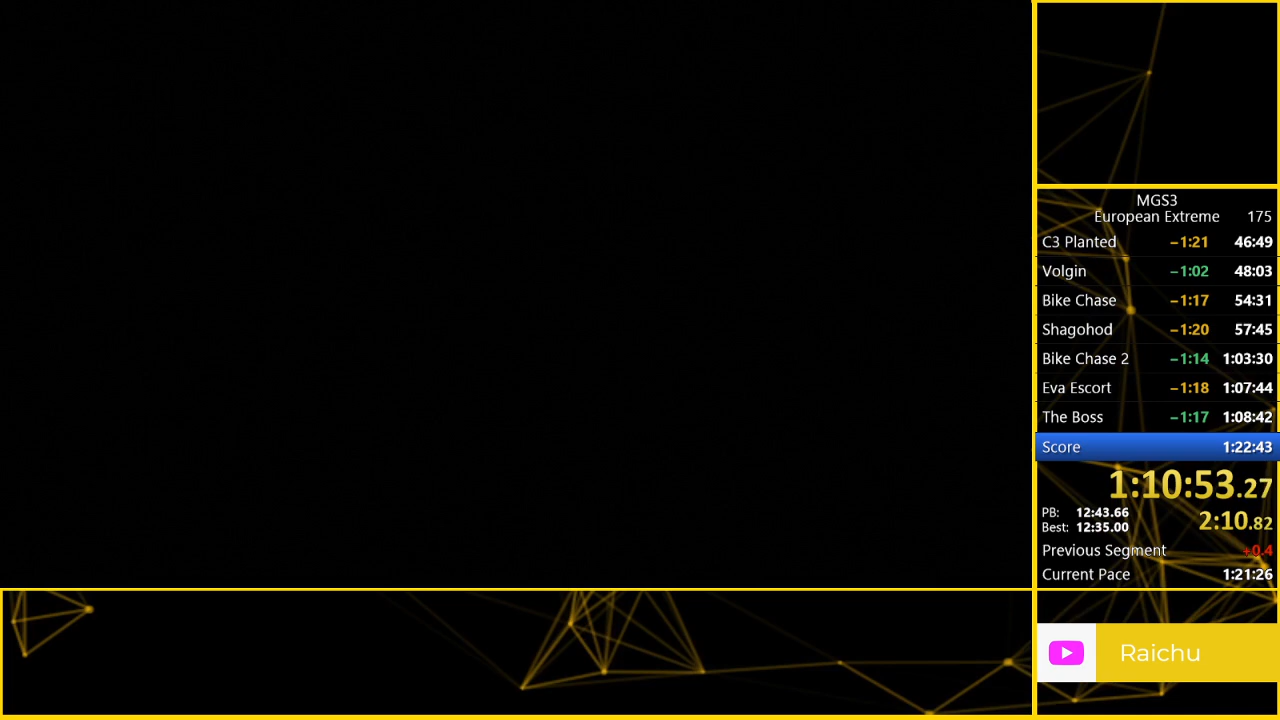 MGS3
European Extreme 175
C3 Planted −1:21 46:49
Volgin −1:02 48:03
Bike Chase −1:17 54:31
Shagohod −1:20 57:45
Bike Chase 2 −1:14 1:03:30
Eva Escort −1:18 1:07:44
The Boss −1:17 1:08:42
Score 1:22:43
1:10:53.27
PB: 12:43.66 2:10.82
Best: 12:35.00
Previous Segment +0.4
Current Pace 1:21:26
Raichu